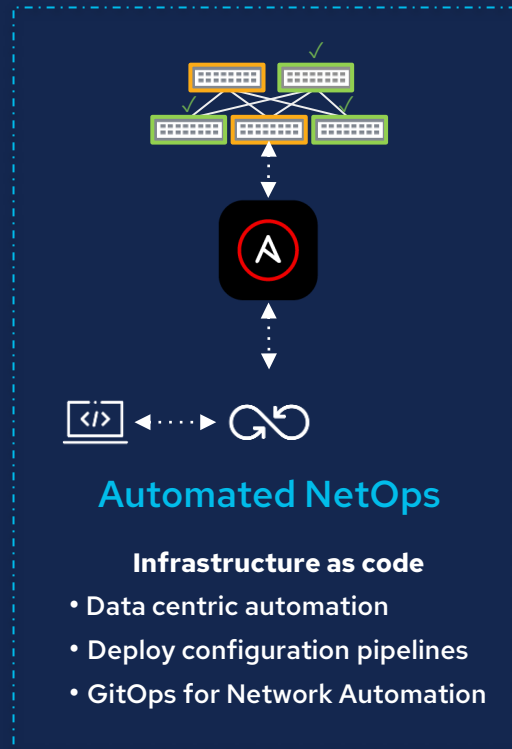 </>
Automated NetOps
Infrastructure as code
• Data centric automation
• Deploy configuration pipelines
• GitOps for Network Automation